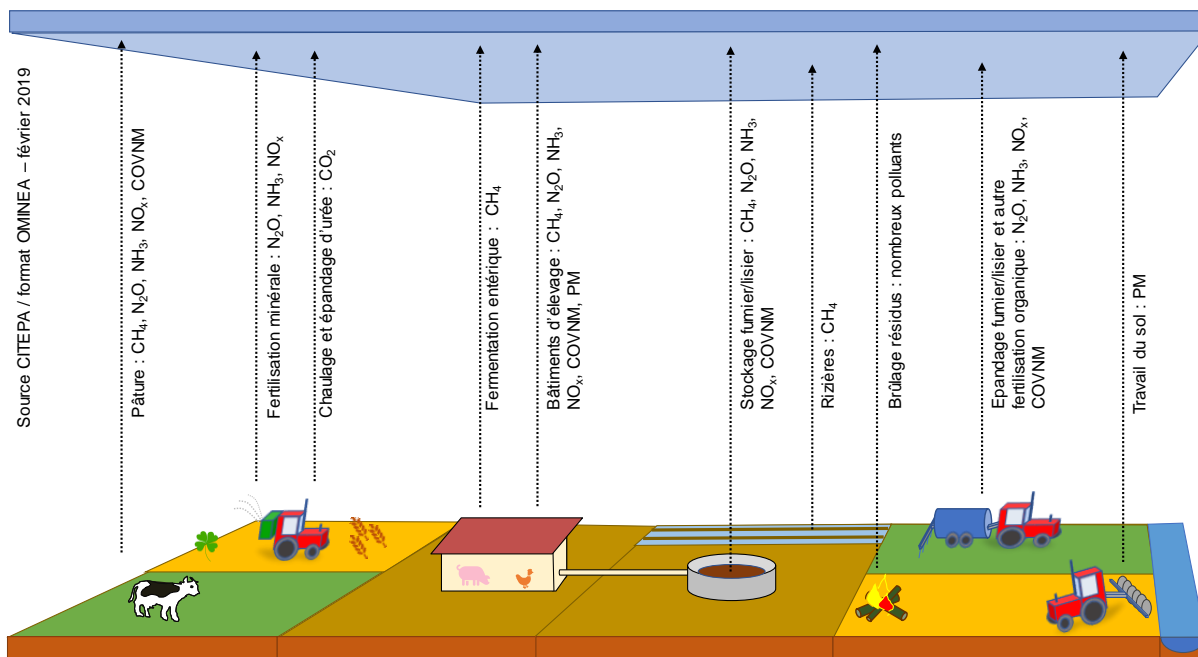 Source CITEPA / format OMINEA – février 2019
Pâture : CH₄, N₂O, NH₃, NOₓ, COVNM
Fertilisation minérale : N₂O, NH₃, NOₓ
Chaulage et épandage d'urée : CO₂
Fermentation entérique : CH₄
Bâtiments d'élevage : CH₄, N₂O, NH₃,
NOₓ, COVNM, PM
Stockage fumier/lisier : CH₄, N₂O, NH₃,
NOₓ, COVNM
Rizières : CH₄
Brûlage résidus : nombreux polluants
Epandage fumier/lisier et autre
fertilisation organique : N₂O, NH₃, NOₓ,
COVNM
Travail du sol : PM